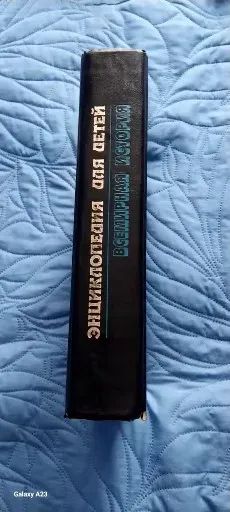 ЭНЦИКЛОПЕДИЯ ДЛЯ ДЕТЕЙ
ВСЕМИРНАЯ ИСТОРИЯ
Galaxy A23